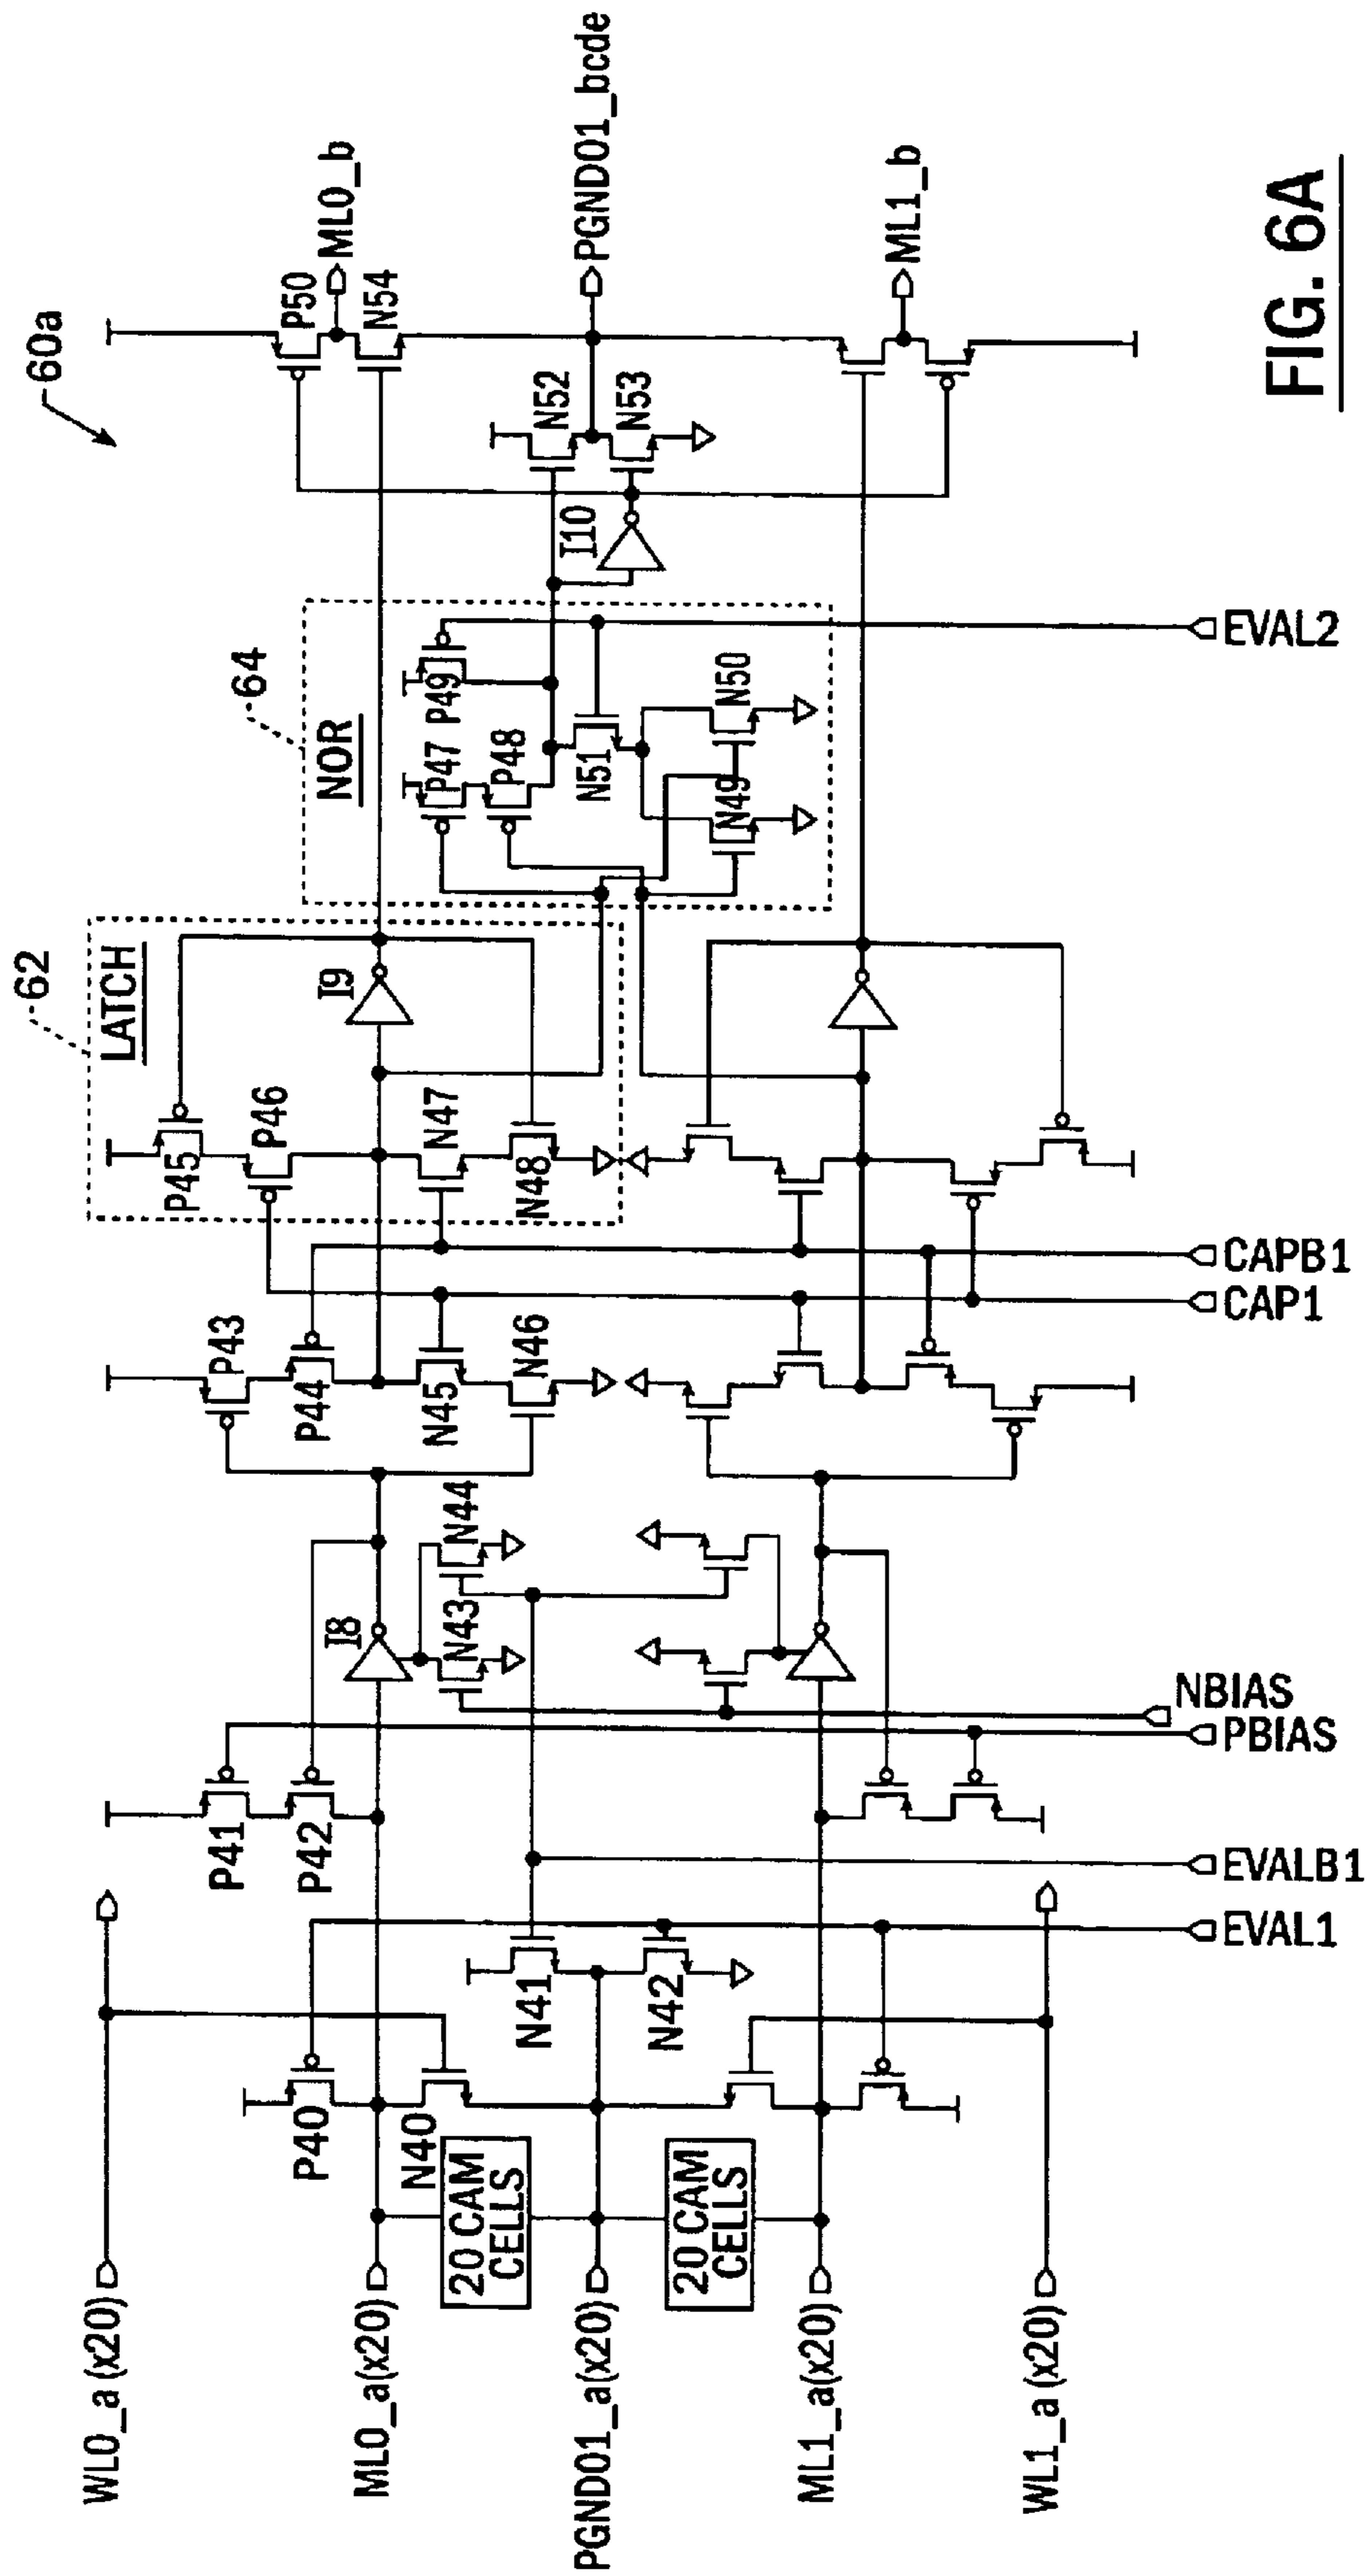 60a
62
LATCH
64
NOR
WL0_a (x20)
ML0_a(x20)
PGND01_a(x20)
ML1_a(x20)
WL1_a (x20)
20 CAM
CELLS
20 CAM
CELLS
P40
N40
N41
N42
P41
P42
I8
N43
N44
P43
P44
N45
N46
P45
P46
N47
N48
I9
P47
P48
P49
N51
N49
N50
I10
N52
N53
P50
N54
ML0_b
PGND01_bcde
ML1_b
EVAL1
EVALB1
PBIAS
NBIAS
CAP1
CAPB1
EVAL2
FIG. 6A